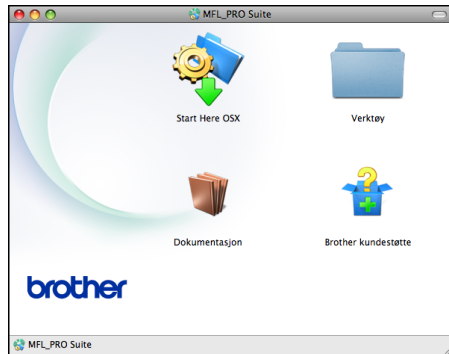 MFL_PRO Suite
Start Here OSX
Verktøy
Dokumentasjon
Brother kundestøtte
brother
MFL_PRO Suite